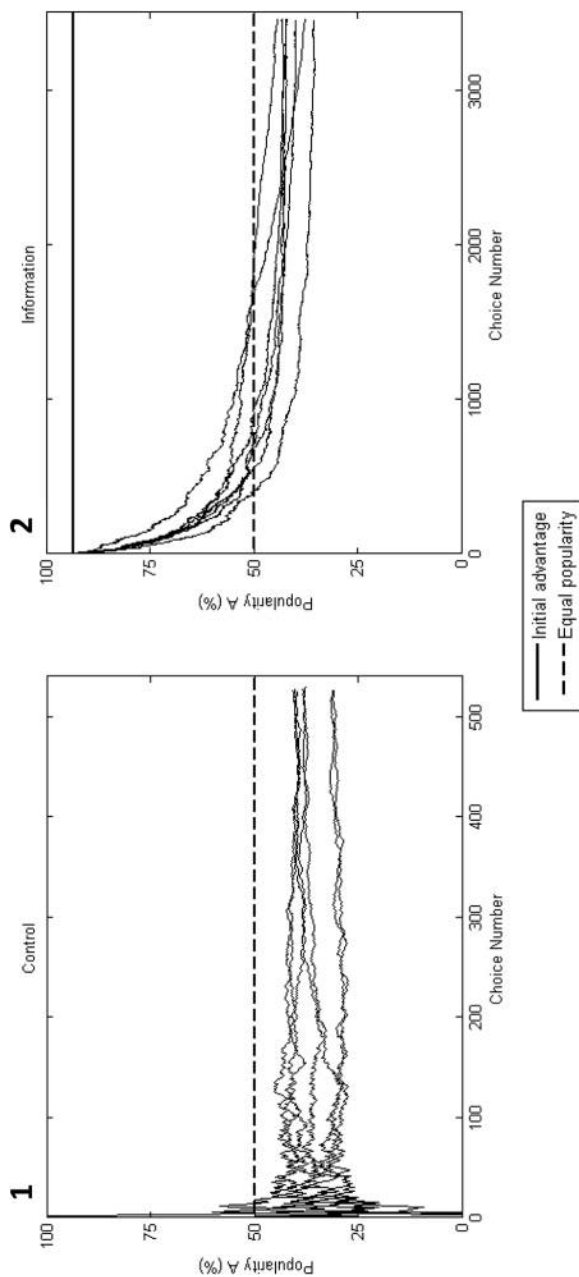 1
Control
100
75
50
25
0
Popularity A (%)
0
100
200
300
400
500
Choice Number
2
Information
100
75
50
25
0
Popularity A (%)
0
1000
2000
3000
Choice Number
Initial advantage
Equal popularity